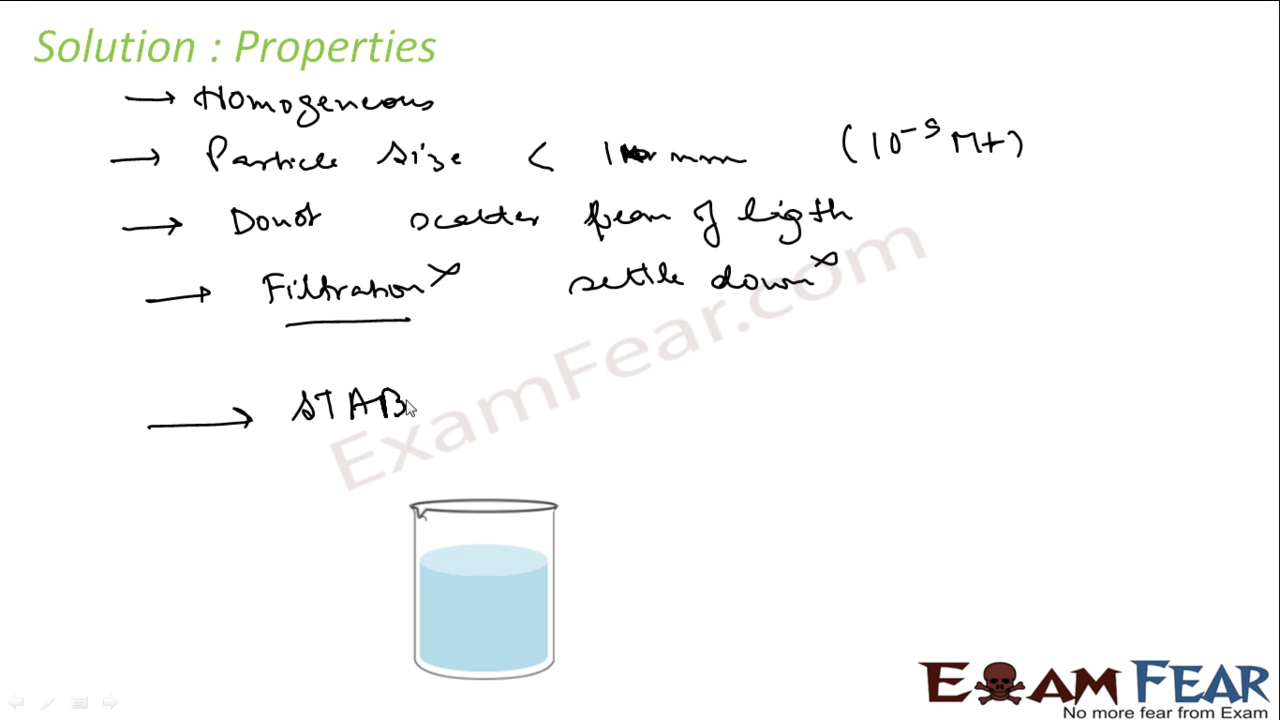 Solution : Properties
→ Homogeneous
→ Particle size < 1 nm (10⁻⁹ Mt)
→ Donot scatter beam of ligth
→ Filtration× settle down×
→ STAB
ExamFear.com
EXAM FEAR
No more fear from Exam